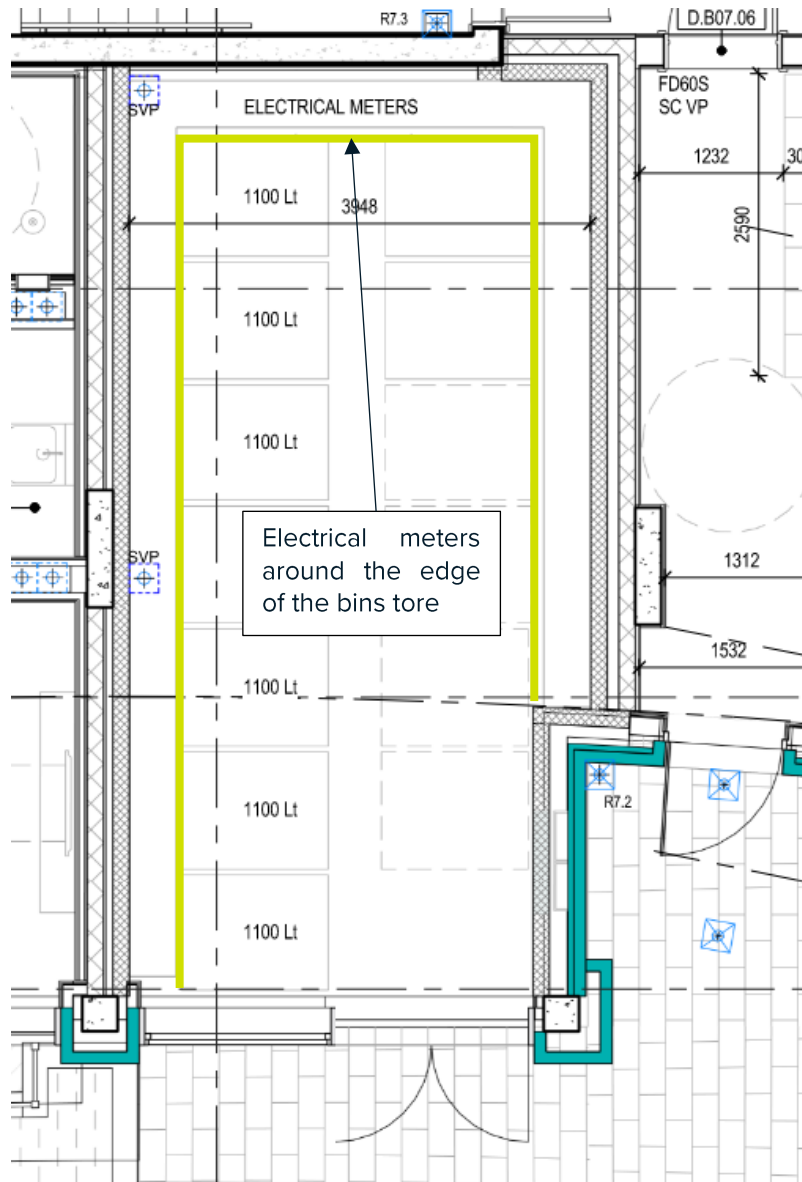 R7.3
D.B07.06
SVP
ELECTRICAL METERS
FD60S
SC VP
1232
30
1100 Lt
3948
2590
1100 Lt
1100 Lt
Electrical meters
around the edge
of the bins tore
SVP
1312
1532
1100 Lt
R7.2
1100 Lt
1100 Lt